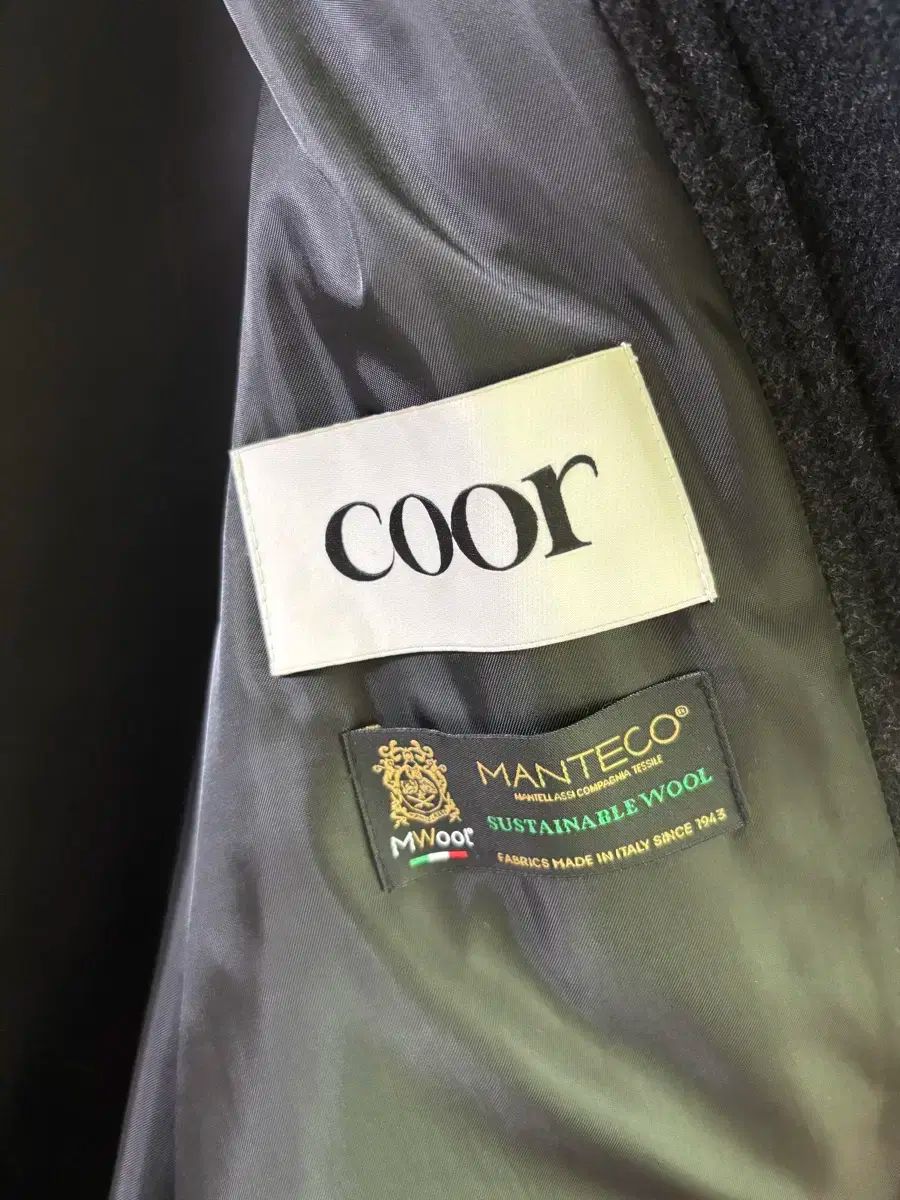 coor
MANTECO®
MANTELLASSI COMPAGNIA TESSILE
SUSTAINABLE WOOL
MWool
FABRICS MADE IN ITALY SINCE 1943